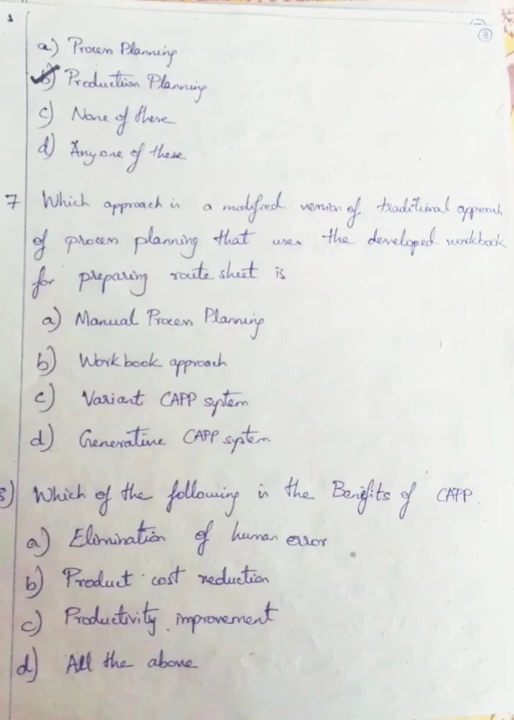 3
a) Process Planning
b) Production Planning
c) None of these
d) Any one of these
7 Which approach is a modified version of traditional approach
of process planning that uses the developed workbook
for preparing route sheet is
a) Manual Process Planning
b) Workbook approach
c) Variant CAPP system
d) Generative CAPP system
8) Which of the following is the Benefits of CAPP.
a) Elimination of human error
b) Product cost reduction
c) Productivity improvement
d) All the above